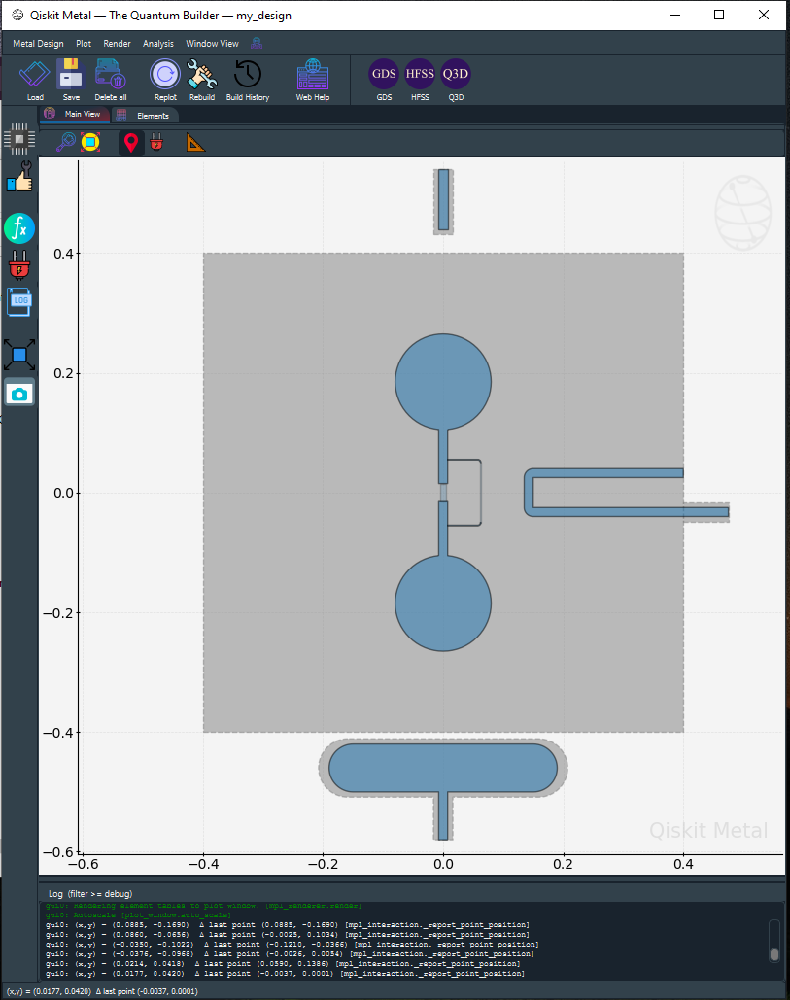 Qiskit Metal — The Quantum Builder — my_design
Metal Design Plot Render Analysis Window View
GDS HFSS Q3D
Load Save Delete all Replot Rebuild Build History Web Help GDS HFSS Q3D
Main View Elements
fx
LOG
0.4
0.2
0.0
−0.2
−0.4
−0.6
Qiskit Metal
−0.6 −0.4 −0.2 0.0 0.2 0.4
Log (filter >= debug)
gui0: Rendering element tables to plot window. [mpl_renderer.render]
gui0: Autoscale [plot_window.auto_scale]
gui0: (x,y) = (0.0885, -0.1690) Δ last point (0.0885, -0.1690) [mpl_interaction._report_point_position]
gui0: (x,y) = (0.0860, -0.0656) Δ last point (-0.0025, 0.1034) [mpl_interaction._report_point_position]
gui0: (x,y) = (-0.0350, -0.1022) Δ last point (-0.1210, -0.0366) [mpl_interaction._report_point_position]
gui0: (x,y) = (-0.0376, -0.0968) Δ last point (-0.0026, 0.0054) [mpl_interaction._report_point_position]
gui0: (x,y) = (0.0214, 0.0418) Δ last point (0.0590, 0.1386) [mpl_interaction._report_point_position]
gui0: (x,y) = (0.0177, 0.0420) Δ last point (-0.0037, 0.0001) [mpl_interaction._report_point_position]
(x,y) = (0.0177, 0.0420) Δ last point (-0.0037, 0.0001)